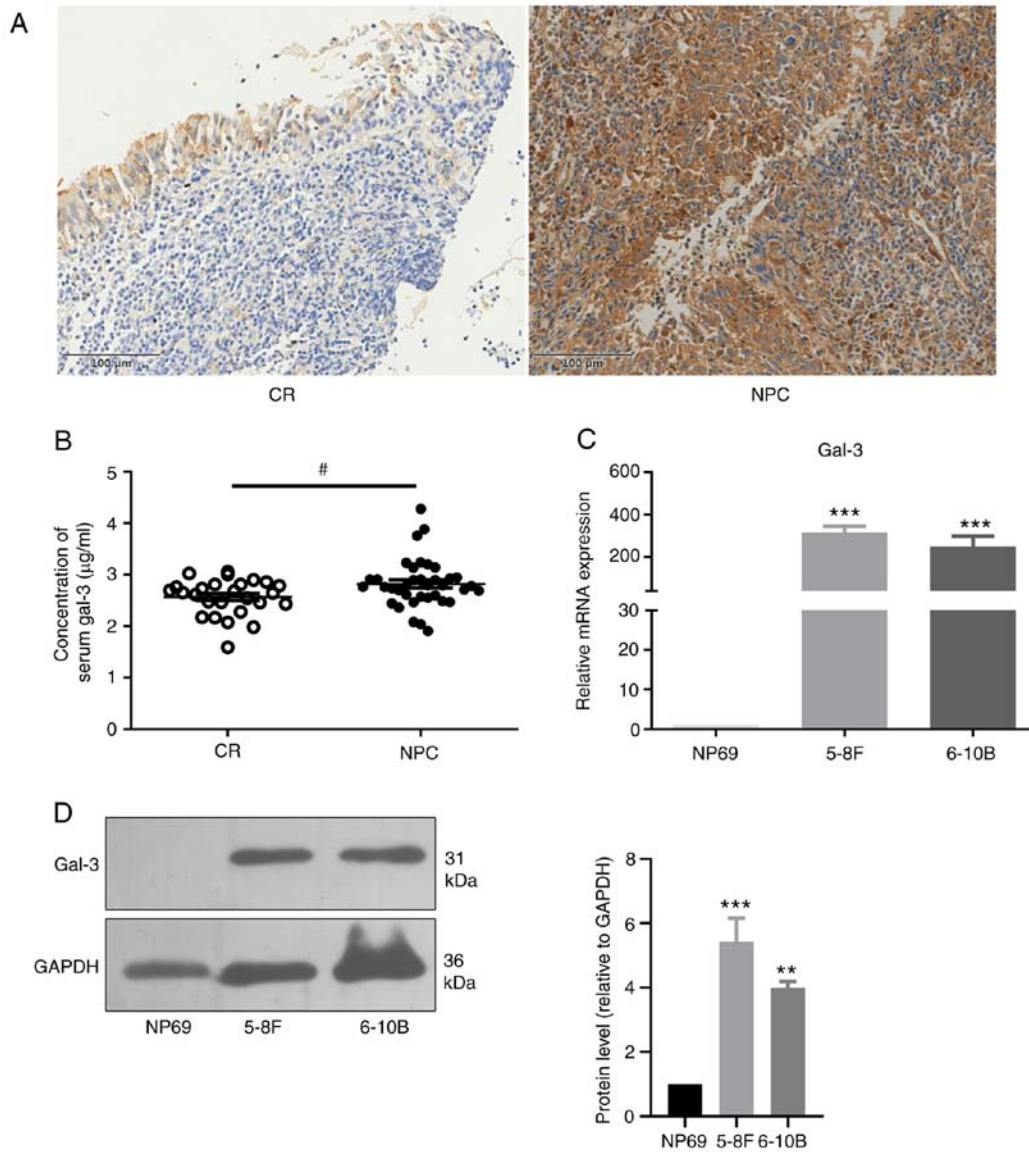 A
100 μm
100 μm
CR
NPC
B
#
Concentration of
serum gal-3 (μg/ml)
5
4
3
2
1
0
CR
NPC
C
Gal-3
Relative mRNA expression
600
400
200
30
20
10
0
***
***
NP69
5-8F
6-10B
D
Gal-3
31
kDa
GAPDH
36
kDa
NP69
5-8F
6-10B
Protein level (relative to GAPDH)
8
6
4
2
0
***
**
NP69 5-8F 6-10B